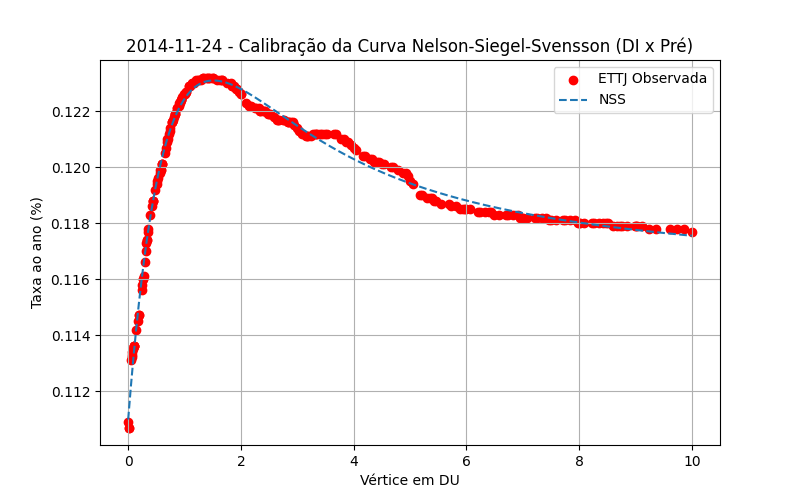 2014-11-24 - Calibração da Curva Nelson-Siegel-Svensson (DI x Pré)
ETTJ Observada
NSS
Taxa ao ano (%)
0.122
0.120
0.118
0.116
0.114
0.112
0
2
4
6
8
10
Vértice em DU